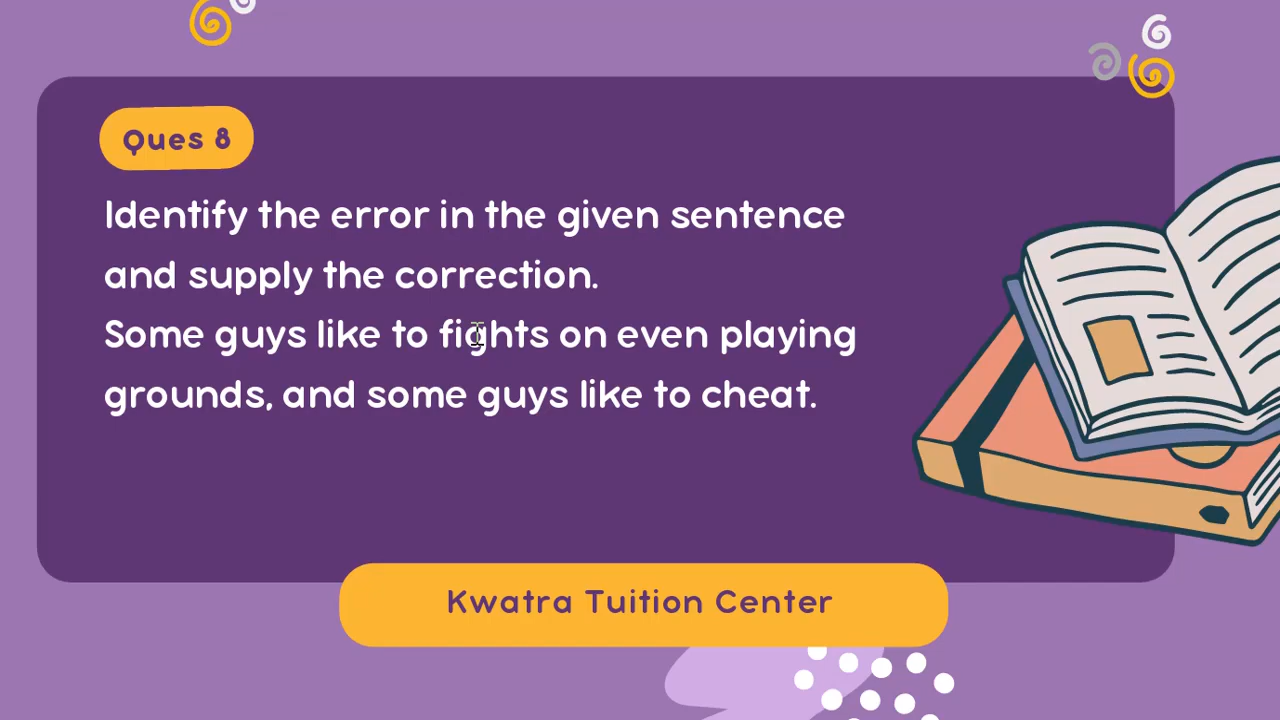 Ques 8
Identify the error in the given sentence
and supply the correction.
Some guys like to fights on even playing
grounds, and some guys like to cheat.
Kwatra Tuition Center